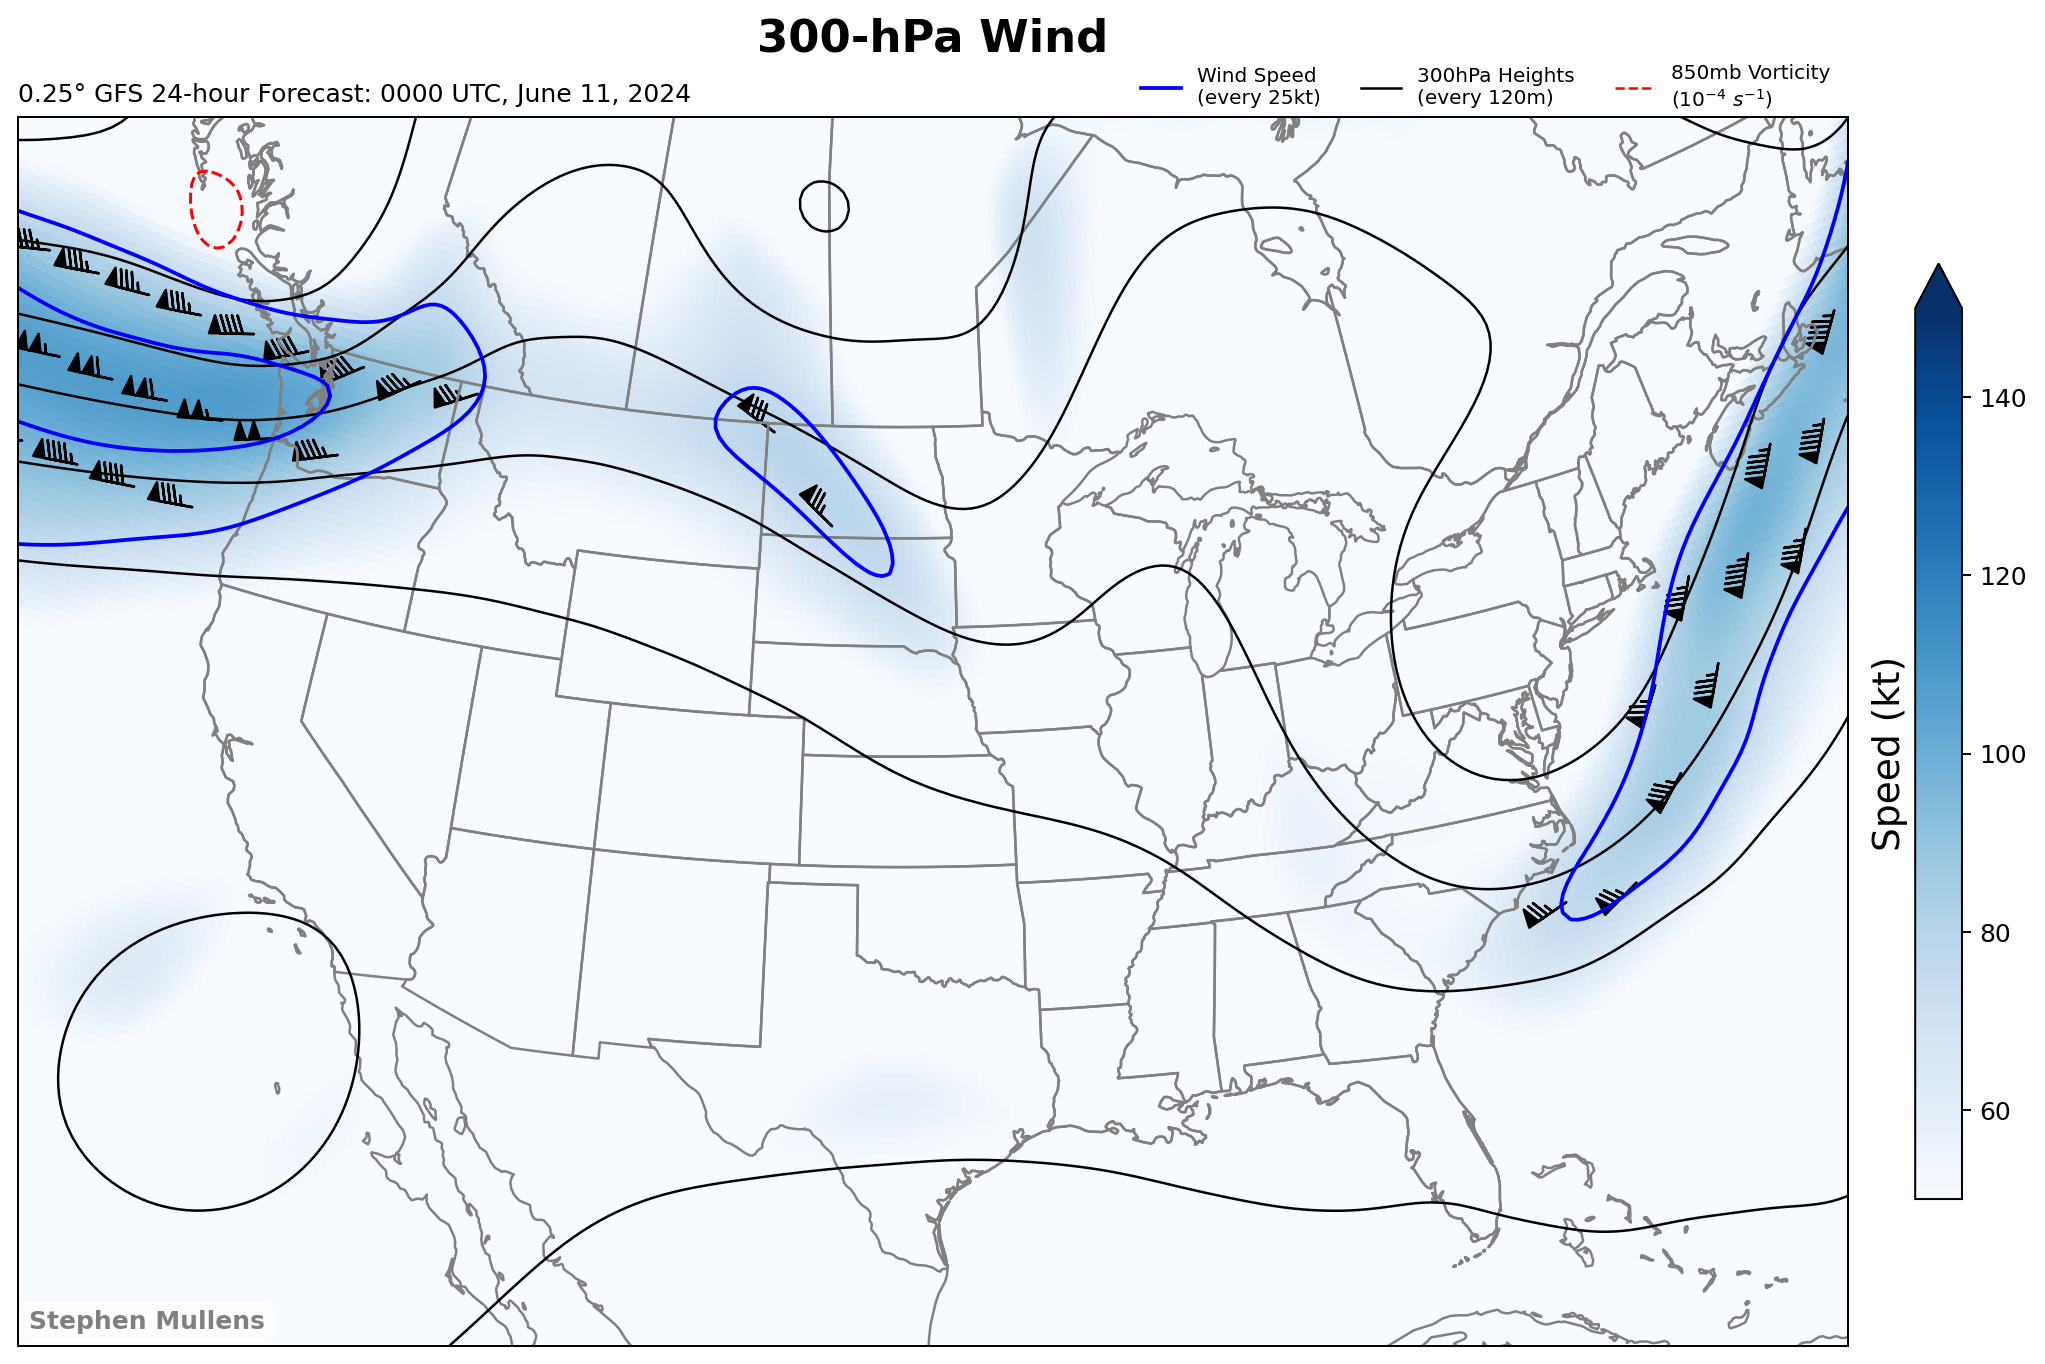 300-hPa Wind
0.25° GFS 24-hour Forecast: 0000 UTC, June 11, 2024
Wind Speed
(every 25kt)
300hPa Heights
(every 120m)
850mb Vorticity
(10⁻⁴ s⁻¹)
140
120
100
80
60
Speed (kt)
Stephen Mullens